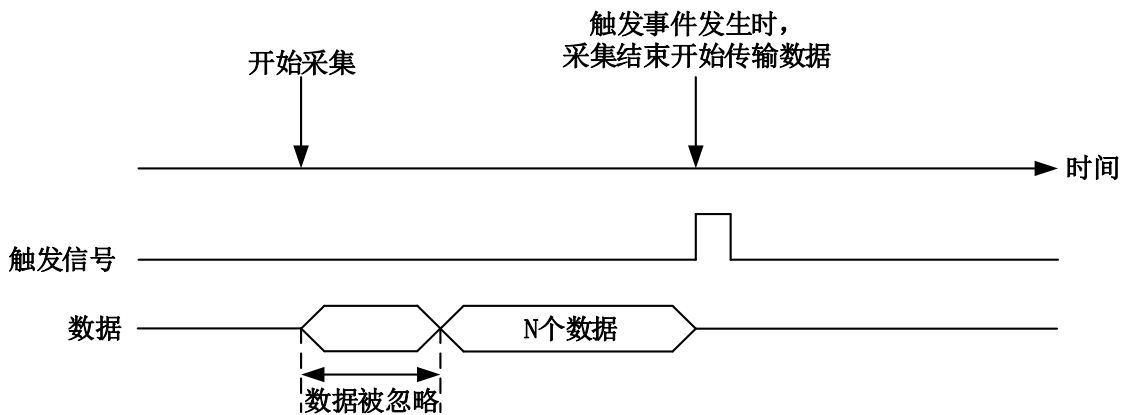 触发事件发生时，
开始采集
采集结束开始传输数据
时间
触发信号
数据
N个数据
数据被忽略